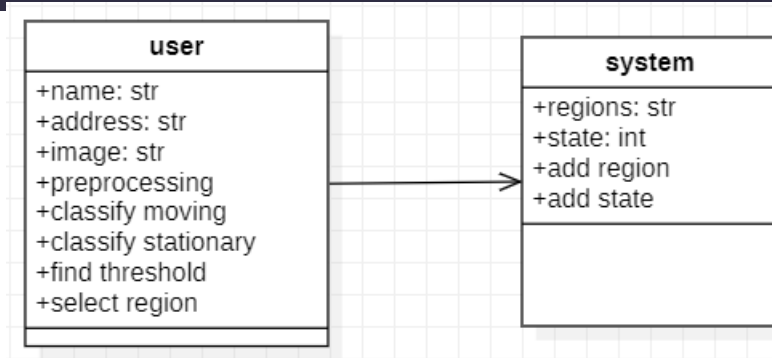 user
+name: str
+address: str
+image: str
+preprocessing
+classify moving
+classify stationary
+find threshold
+select region
system
+regions: str
+state: int
+add region
+add state